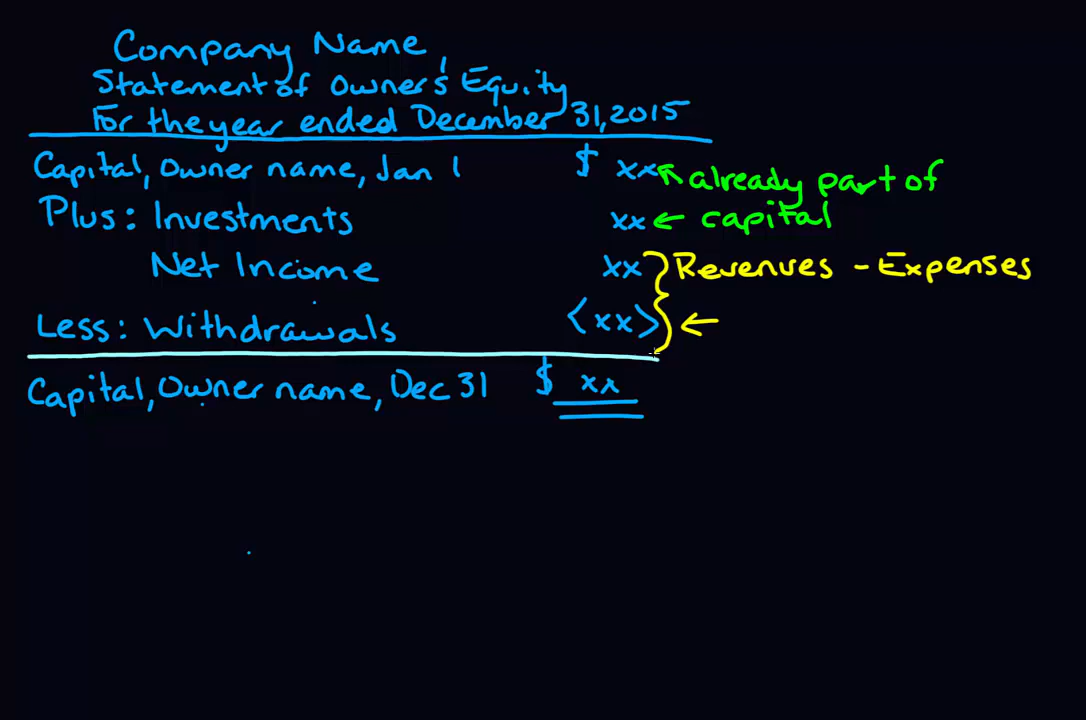 Company Name,
Statement of Owner's Equity
For the year ended December 31, 2015
Capital, Owner name, Jan 1 $ xx ← already part of
Plus: Investments xx ← capital
Net Income xx } Revenues - Expenses
Less: Withdrawals <xx> ←
Capital, Owner name, Dec 31 $ xx